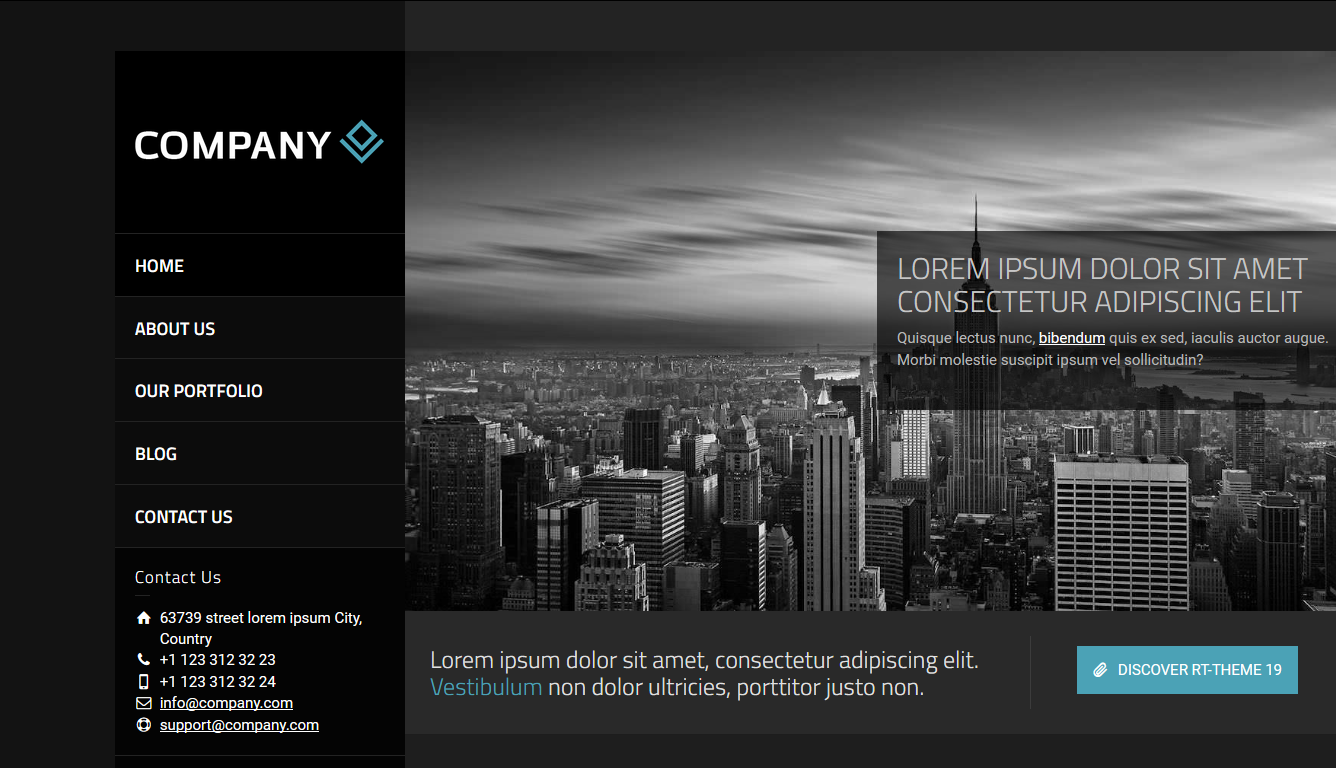 COMPANY
HOME
ABOUT US
OUR PORTFOLIO
BLOG
CONTACT US
Contact Us
63739 street lorem ipsum City,
Country
+1 123 312 32 23
+1 123 312 32 24
info@company.com
support@company.com
LOREM IPSUM DOLOR SIT AMET
CONSECTETUR ADIPISCING ELIT
Quisque lectus nunc, bibendum quis ex sed, iaculis auctor augue.
Morbi molestie suscipit ipsum vel sollicitudin?
Lorem ipsum dolor sit amet, consectetur adipiscing elit.
Vestibulum non dolor ultricies, porttitor justo non.
DISCOVER RT-THEME 19